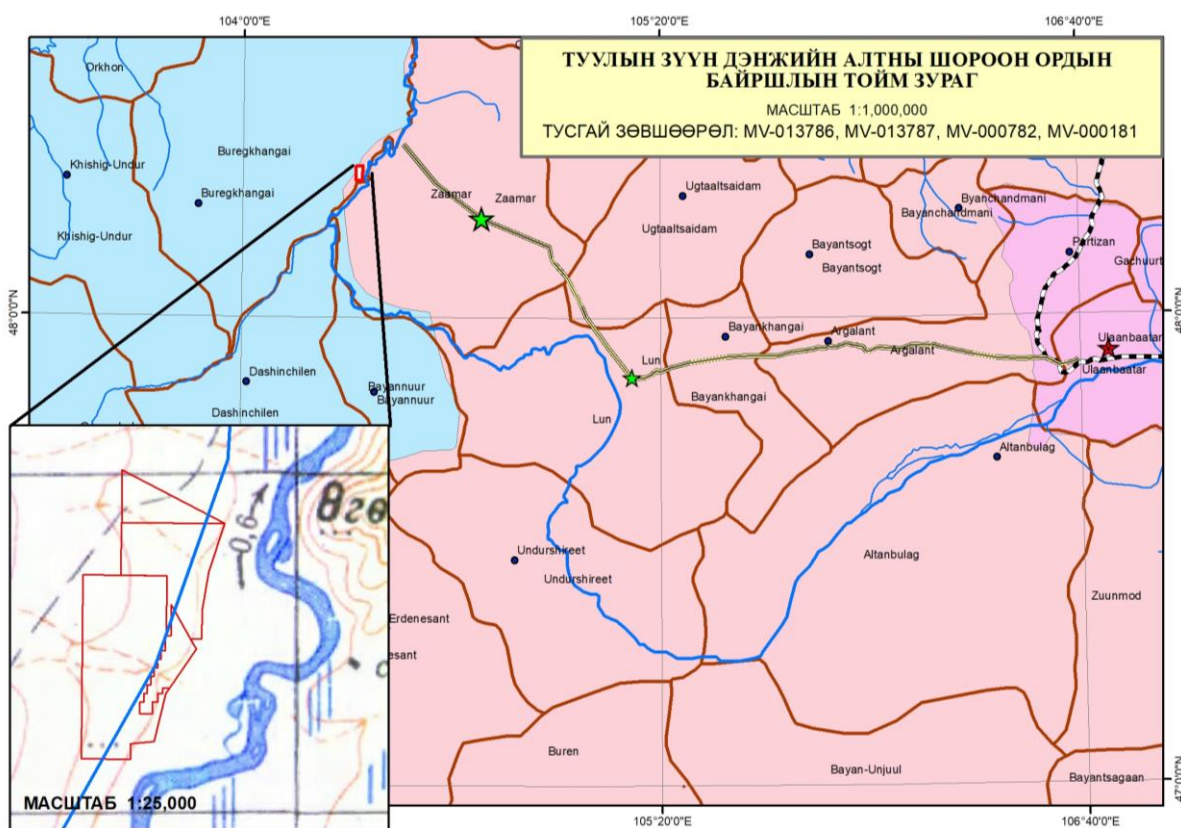 104°0'0"E
105°20'0"E
106°40'0"E
ТУУЛЫН ЗҮҮН ДЭНЖИЙН АЛТНЫ ШОРООН ОРДЫН
БАЙРШЛЫН ТОЙМ ЗУРАГ
МАСШТАБ 1:1,000,000
ТУСГАЙ ЗӨВШӨӨРӨЛ: MV-013786, MV-013787, MV-000782, MV-000181
Orkhon
Buregkhangai
Khishig-Undur
Buregkhangai
Khishig-Undur
Zaamar
Zaamar
Ugtaaltsaidam
Ugtaaltsaidam
Byanchandmani
Bayanchandmani
Bayantsogt
Bayantsogt
Partizan
Gachuurt
48°0'0"N
48°0'0"N
Bayankhangai
Argalant
Argalant
Ulaanbaatar
Ulaanbaatar
Lun
Dashinchilen
Bayannuur
Bayannuur
Bayankhangai
Dashinchilen
Lun
Altanbulag
Undurshireet
Undurshireet
Altanbulag
Zuunmod
Erdenesant
esant
Buren
Bayan-Unjuul
Bayantsagaan
47°0'0"N
0,6
Өгө
МАСШТАБ 1:25,000
105°20'0"E
106°40'0"E